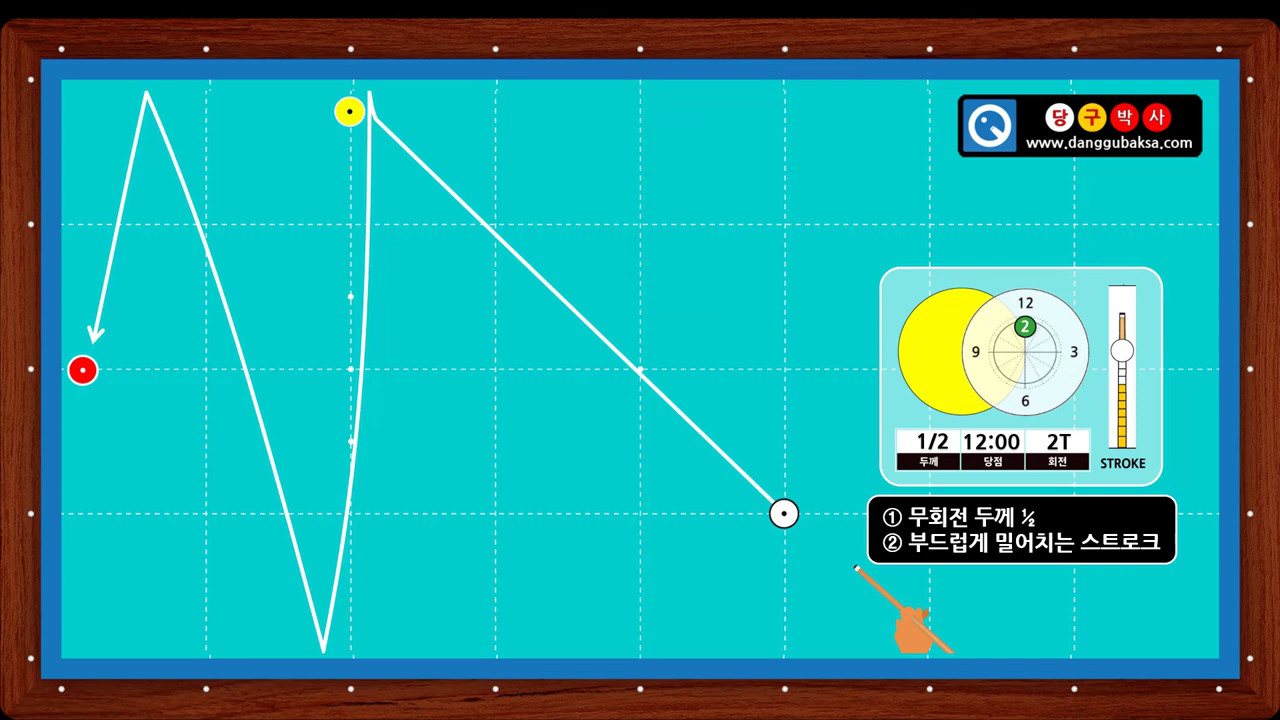 당구박사
www.danggubaksa.com
12
2
9
3
6
1/2 12:00 2T
두께 당점 회전
STROKE
① 무회전 두께 ½
② 부드럽게 밀어치는 스트로크